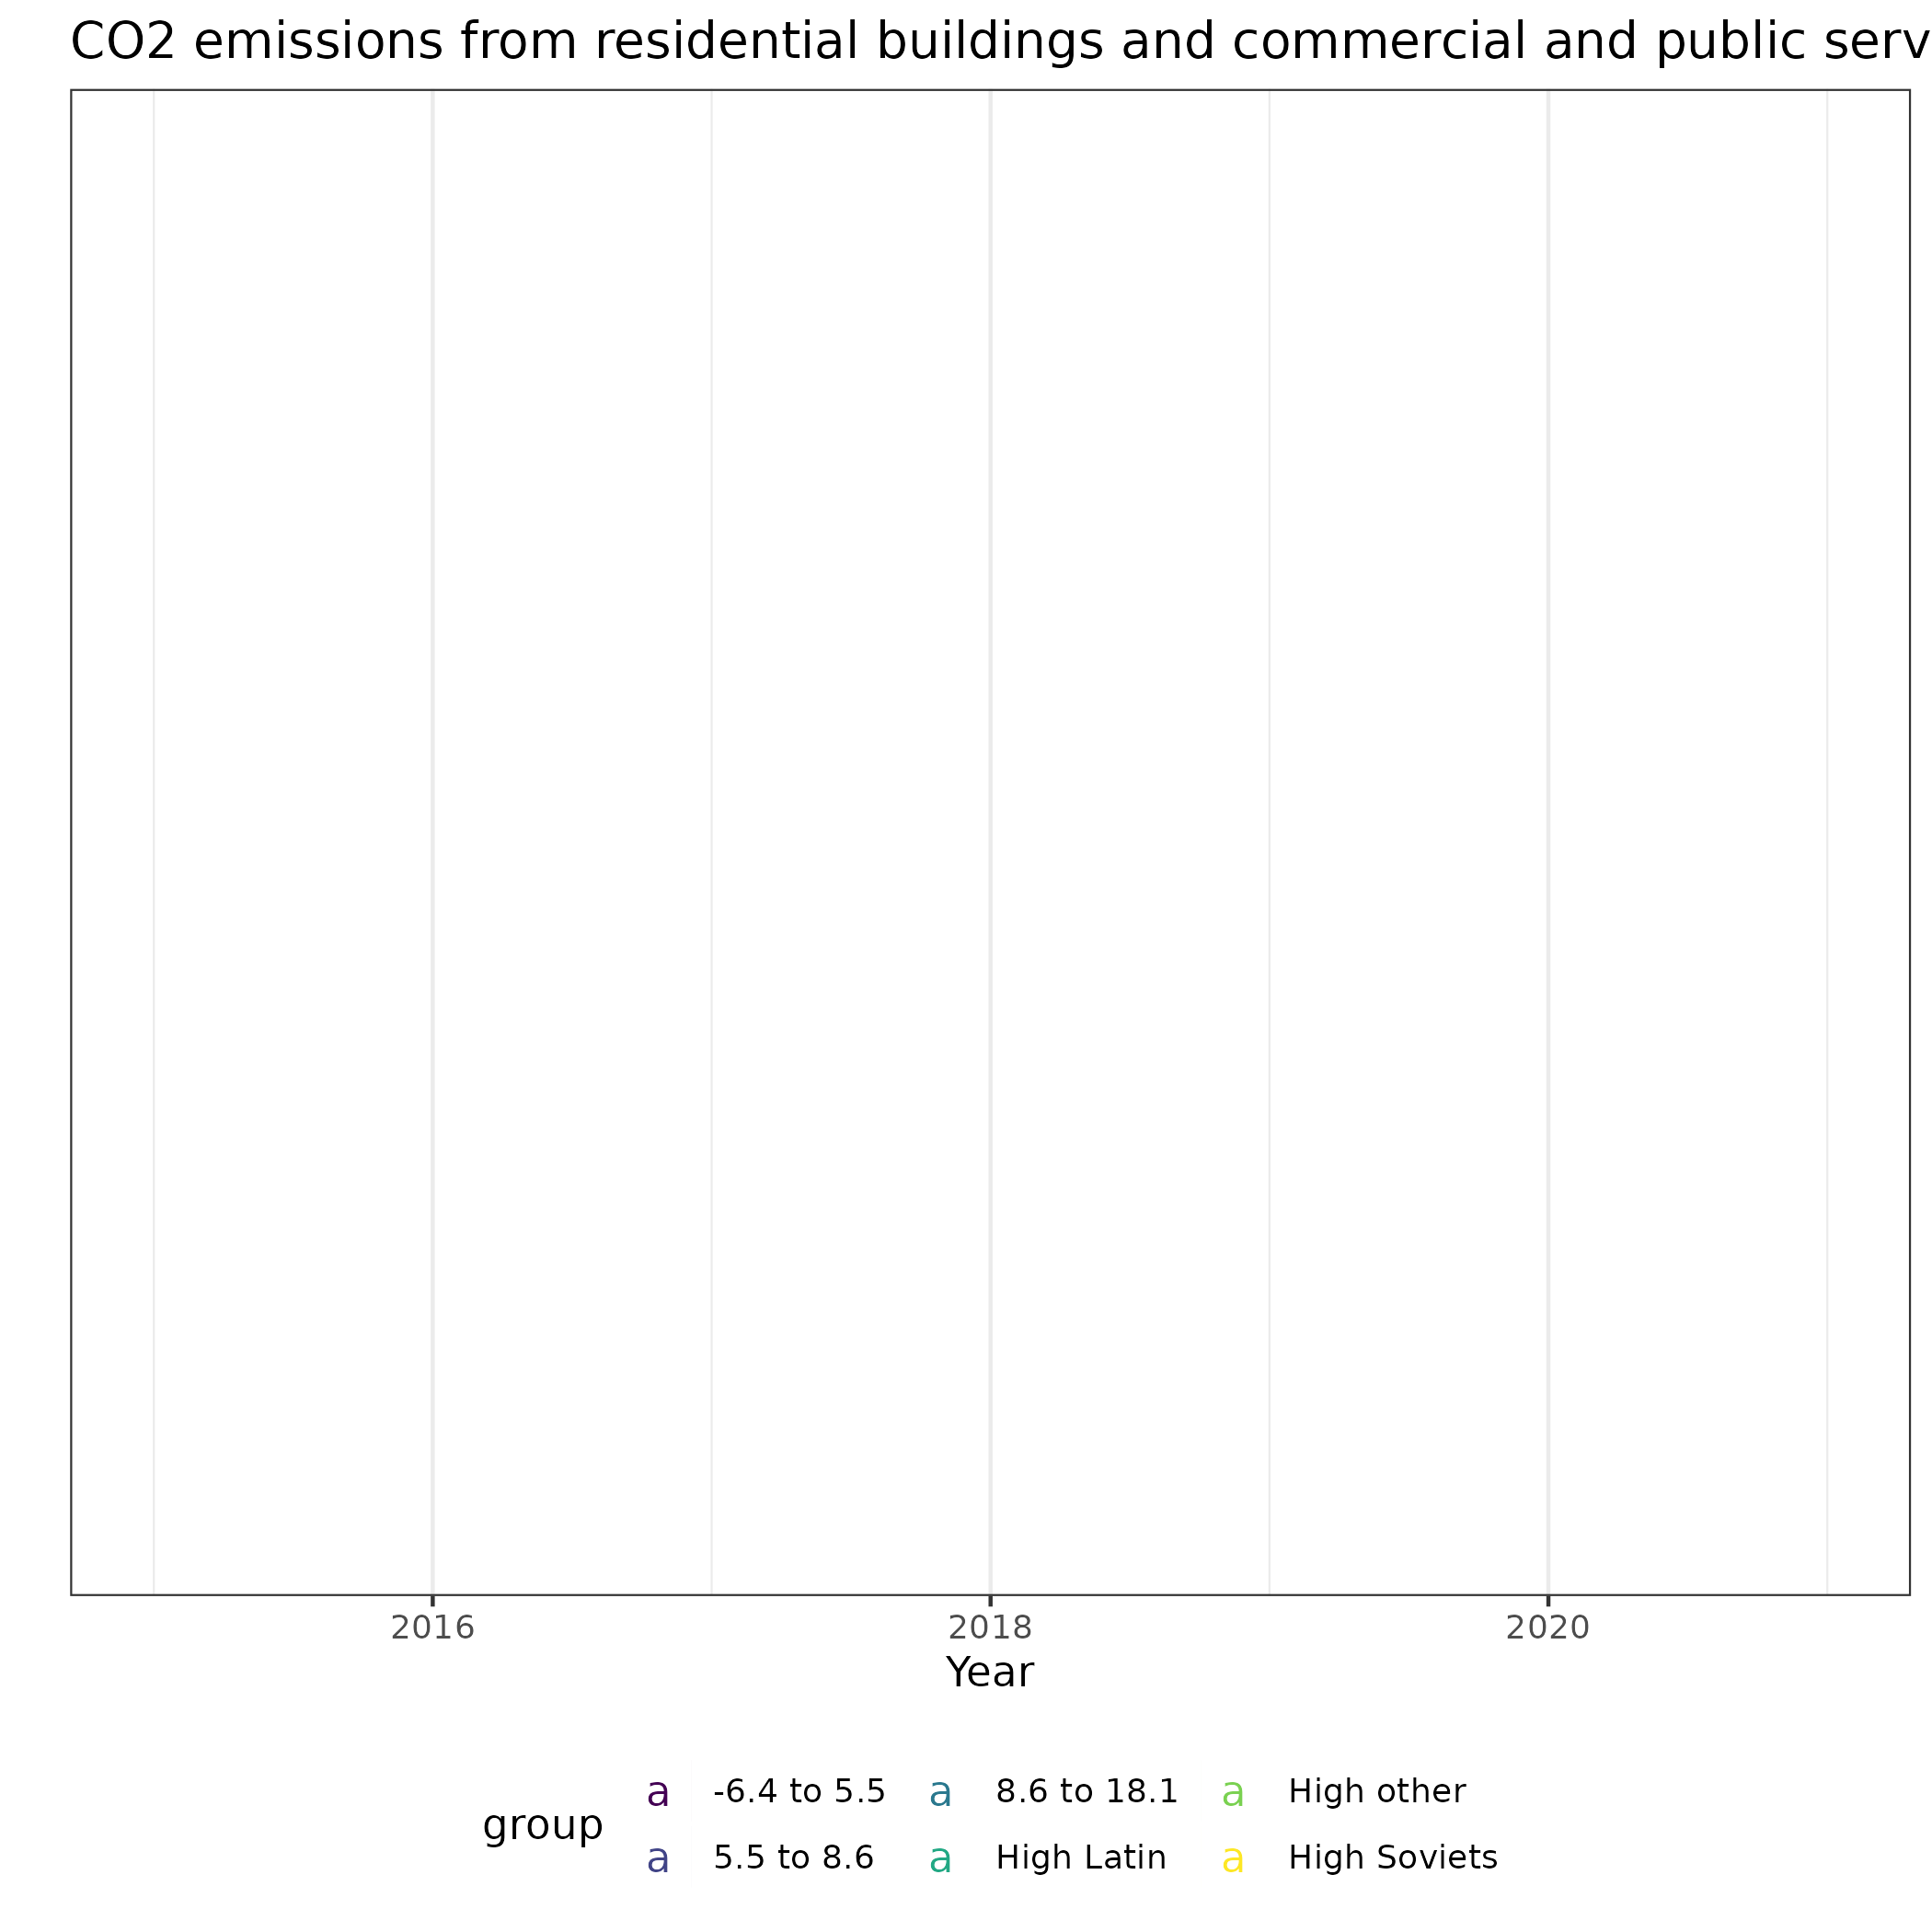 CO2 emissions from residential buildings and commercial and public serv
2016 2018 2020
Year
group
a -6.4 to 5.5 a 8.6 to 18.1 a High other
a 5.5 to 8.6 a High Latin a High Soviets